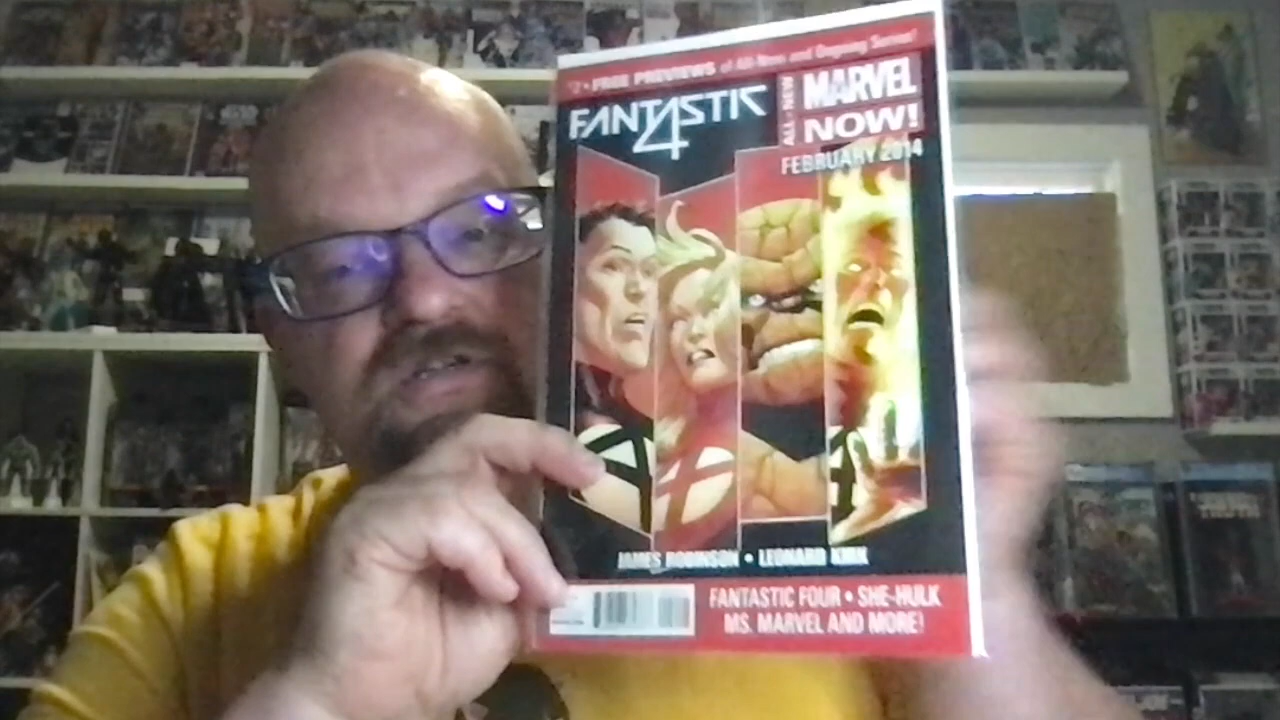 • FREE PREVIEWS of All-New and Ongoing Series!
FANTASTIC
4
ALL-NEW
MARVEL
NOW!
FEBRUARY 2014
JAMES ROBINSON • LEONARD KIRK
FANTASTIC FOUR • SHE-HULK
MS. MARVEL AND MORE!